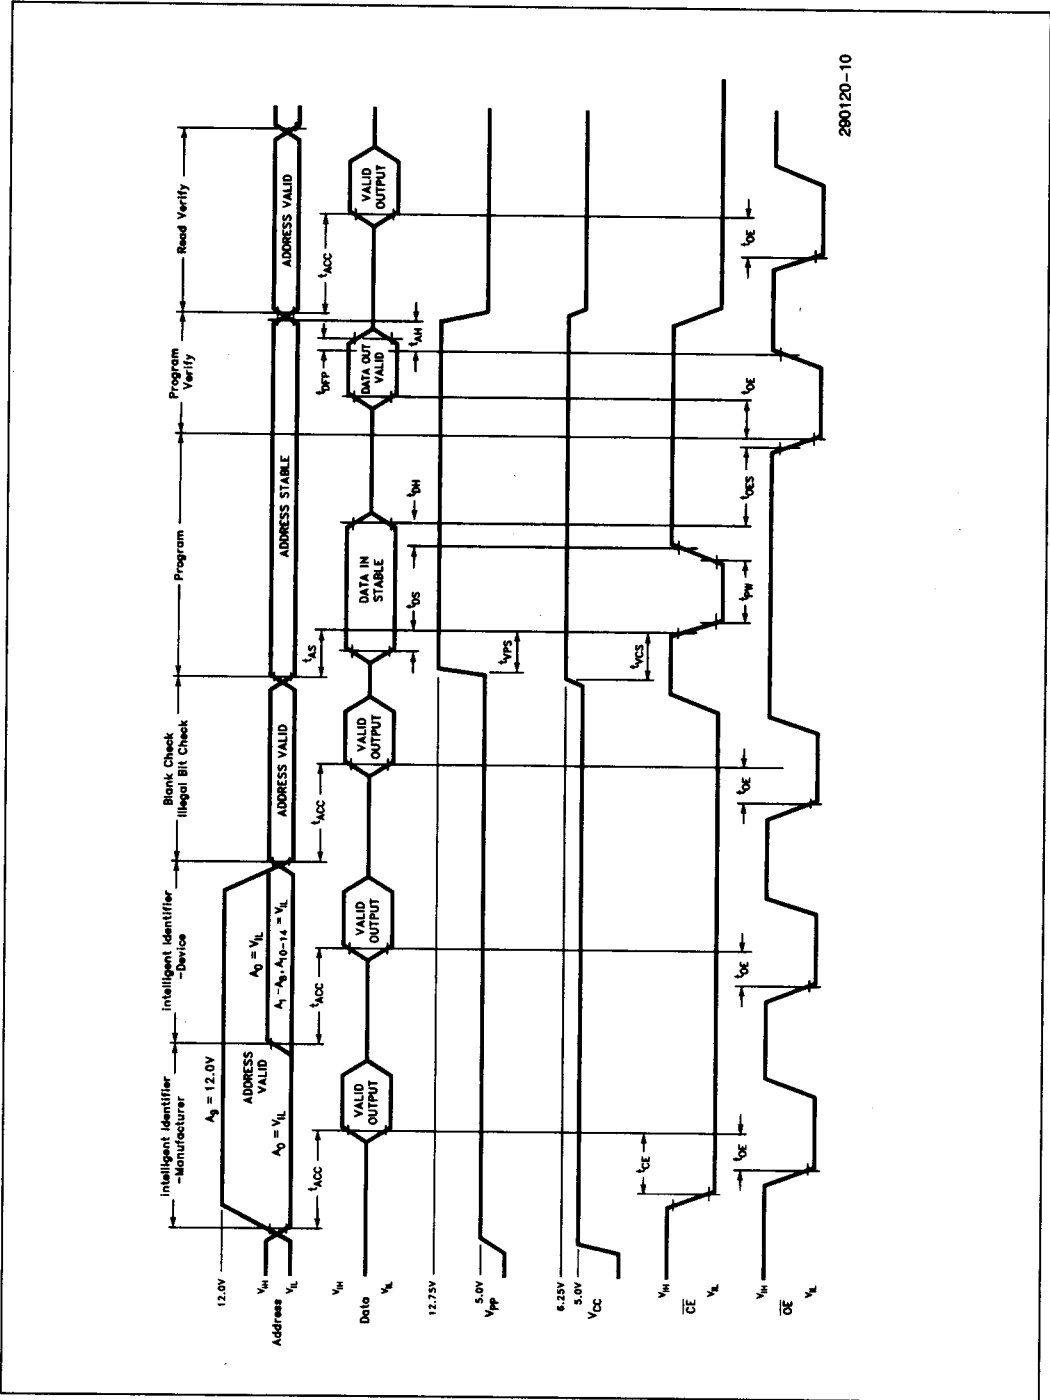 Intelligent Identifier
-Manufacturer
Intelligent Identifier
-Device
Blank Check
Illegal Bit Check
Program
Program
Verify
Read Verify
12.0V
VIH
VIL
Address
A9 = 12.0V
ADDRESS
VALID
A0 = VIL
A0 = VIL
A1-A8, A10-14 = VIL
ADDRESS VALID
ADDRESS STABLE
ADDRESS VALID
tACC
tACC
tACC
tAS
tDFP
tACC
VIH
Data
VIL
VALID
OUTPUT
VALID
OUTPUT
VALID
OUTPUT
DATA IN
STABLE
DATA OUT
VALID
VALID
OUTPUT
tDS
tDH
tAH
12.75V
5.0V
VPP
tVPS
6.25V
5.0V
VCC
tVCS
VIH
CE
VIL
tCE
tPW
tOE
tOE
tOE
tOES
tOE
tOE
VIH
OE
VIL
290120-10